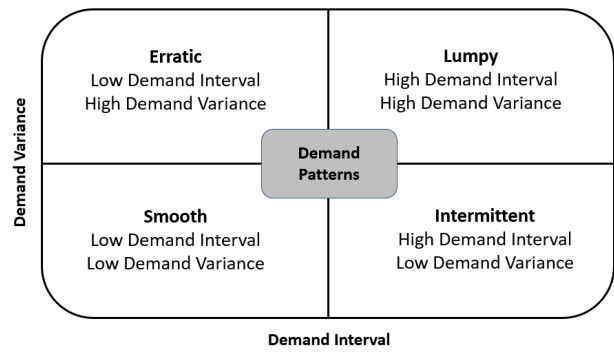 Demand Variance
Erratic
Low Demand Interval
High Demand Variance
Lumpy
High Demand Interval
High Demand Variance
Demand
Patterns
Smooth
Low Demand Interval
Low Demand Variance
Intermittent
High Demand Interval
Low Demand Variance
Demand Interval